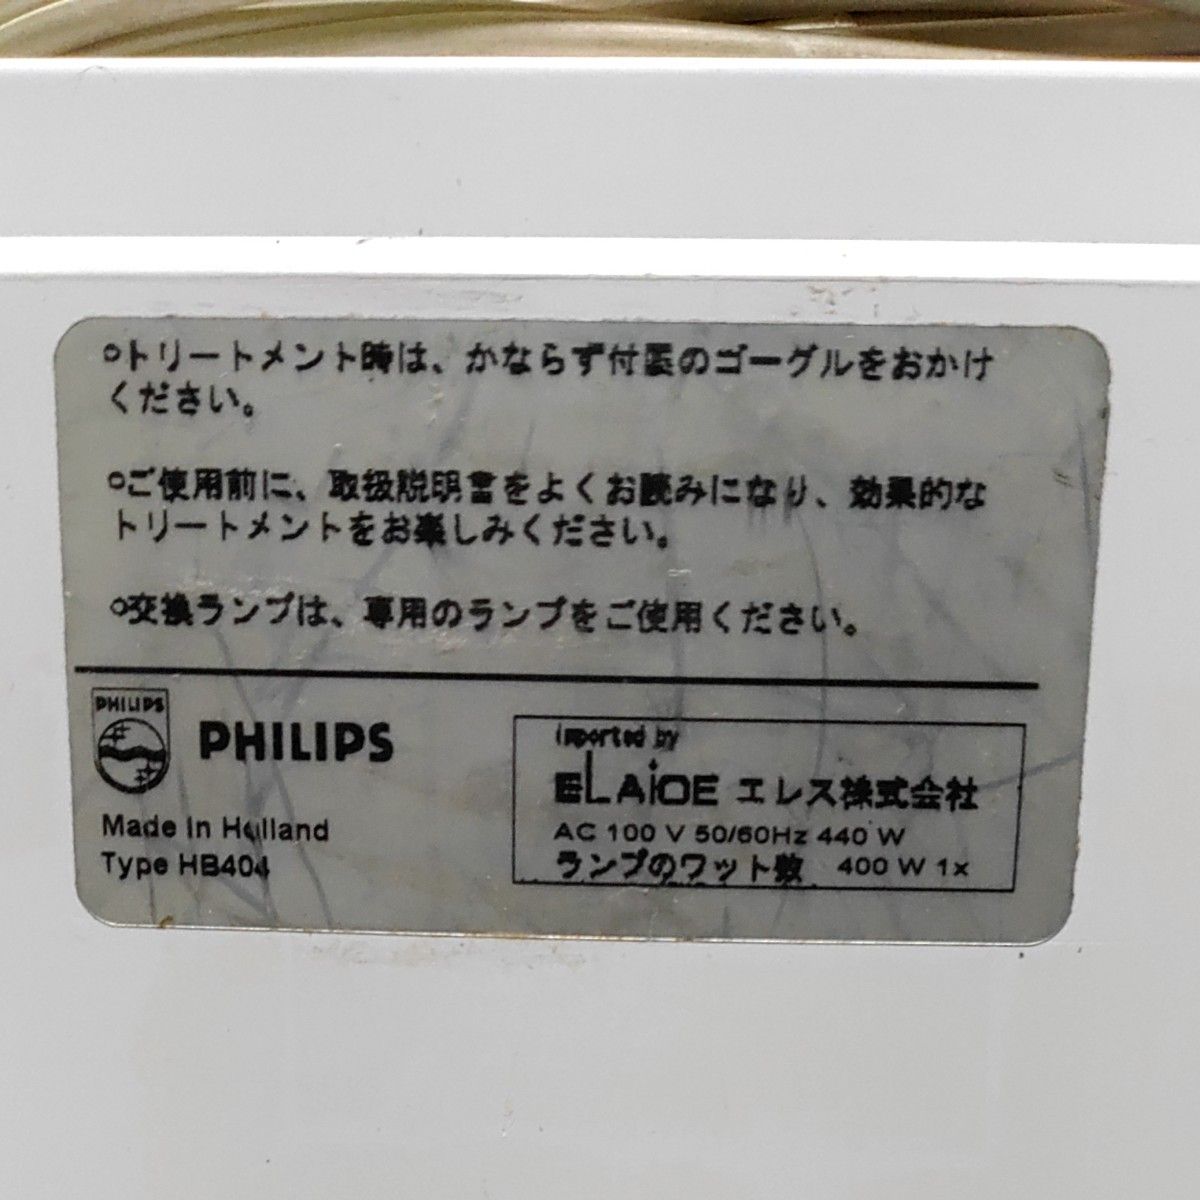 ○トリートメント時は、かならず付属のゴーグルをおかけ
ください。
○ご使用前に、取扱説明書をよくお読みになり、効果的な
トリートメントをお楽しみください。
○交換ランプは、専用のランプをご使用ください。
PHILIPS
PHILIPS
Made in Holland
Type HB404
imported by
ELAiDE エレス株式会社
AC 100 V 50/60Hz 440 W
ランプのワット数 400 W 1x